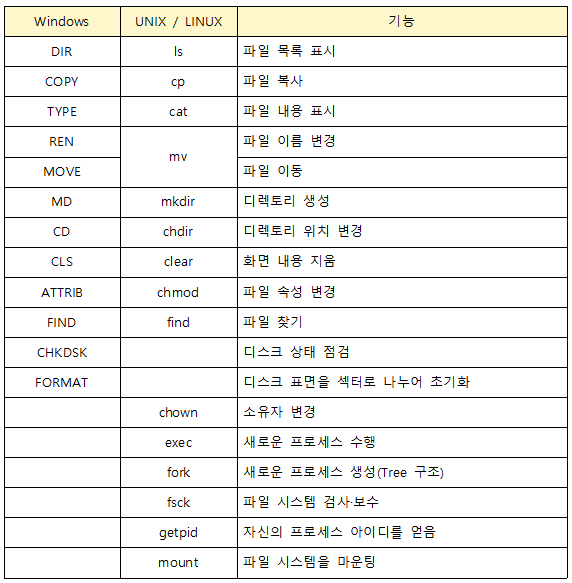 Windows UNIX / LINUX 기능
DIR ls 파일 목록 표시
COPY cp 파일 복사
TYPE cat 파일 내용 표시
REN mv 파일 이름 변경
MOVE 파일 이동
MD mkdir 디렉토리 생성
CD chdir 디렉토리 위치 변경
CLS clear 화면 내용 지움
ATTRIB chmod 파일 속성 변경
FIND find 파일 찾기
CHKDSK 디스크 상태 점검
FORMAT 디스크 표면을 섹터로 나누어 초기화
chown 소유자 변경
exec 새로운 프로세스 수행
fork 새로운 프로세스 생성(Tree 구조)
fsck 파일 시스템 검사·보수
getpid 자신의 프로세스 아이디를 얻음
mount 파일 시스템을 마운팅